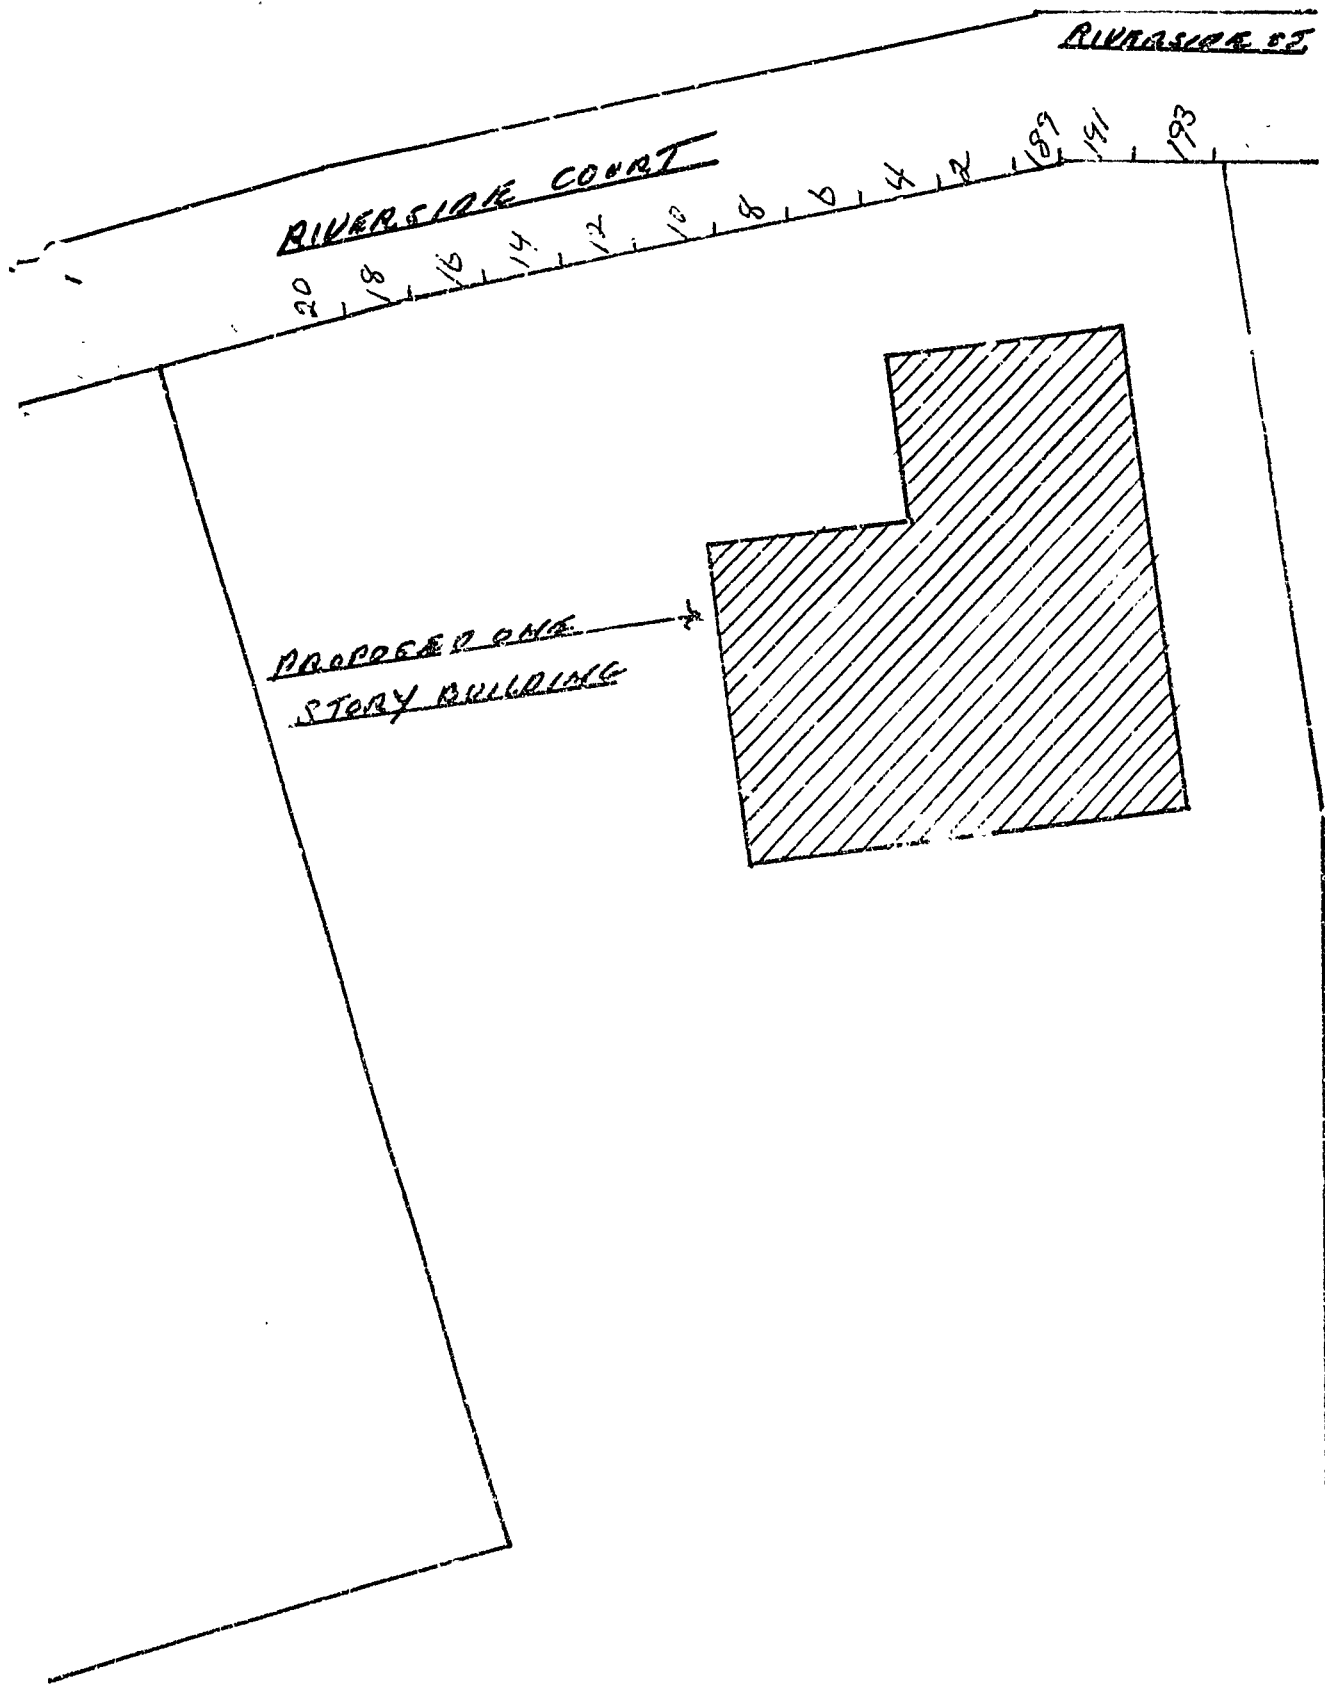 RIVERSIDE ST
RIVERSIDE COURT
20 18 16 14 12 10 8 6 4 2 189 191 193
PROPOSED ONE
STORY BUILDING